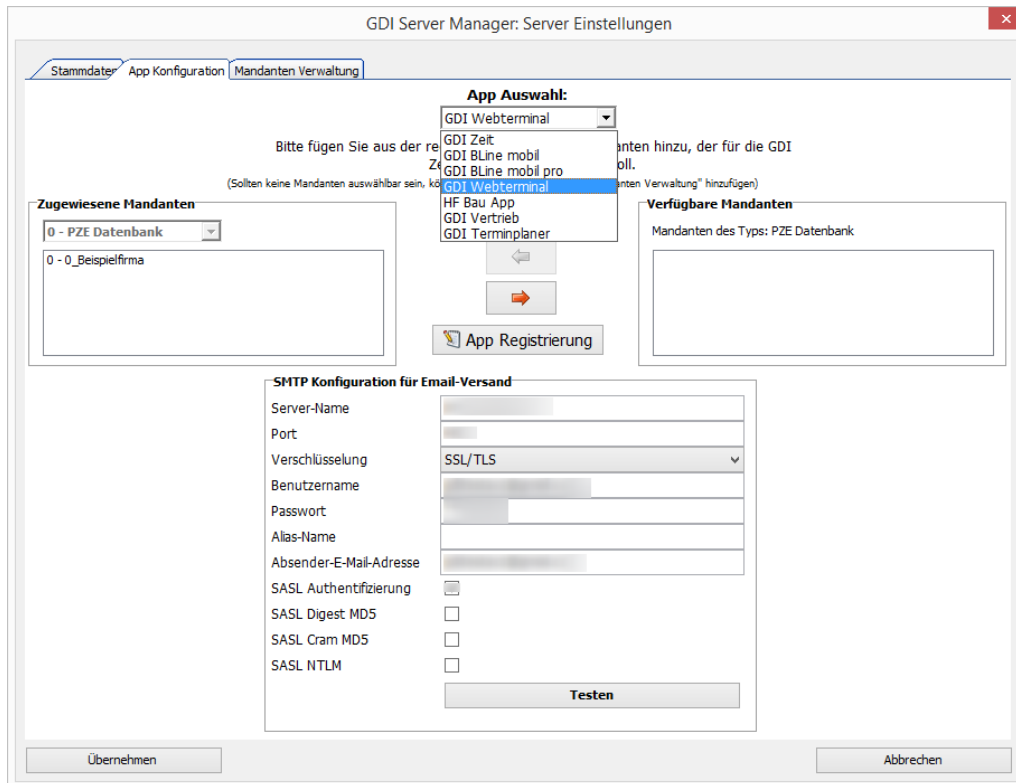 GDI Server Manager: Server Einstellungen
Stammdaten App Konfiguration Mandanten Verwaltung
App Auswahl:
GDI Webterminal
GDI Zeit
GDI BLine mobil
GDI BLine mobil pro
GDI Webterminal
HF Bau App
GDI Vertrieb
GDI Terminplaner
Bitte fügen Sie aus der re anten hinzu, der für die GDI
Ze oll.
(Sollten keine Mandanten auswählbar sein, kö anten Verwaltung" hinzufügen)
Zugewiesene Mandanten
0 - PZE Datenbank
0 - 0_Beispielfirma
Verfügbare Mandanten
Mandanten des Typs: PZE Datenbank
App Registrierung
SMTP Konfiguration für Email-Versand
Server-Name
Port
Verschlüsselung SSL/TLS
Benutzername
Passwort
Alias-Name
Absender-E-Mail-Adresse
SASL Authentifizierung
SASL Digest MD5
SASL Cram MD5
SASL NTLM
Testen
Übernehmen Abbrechen